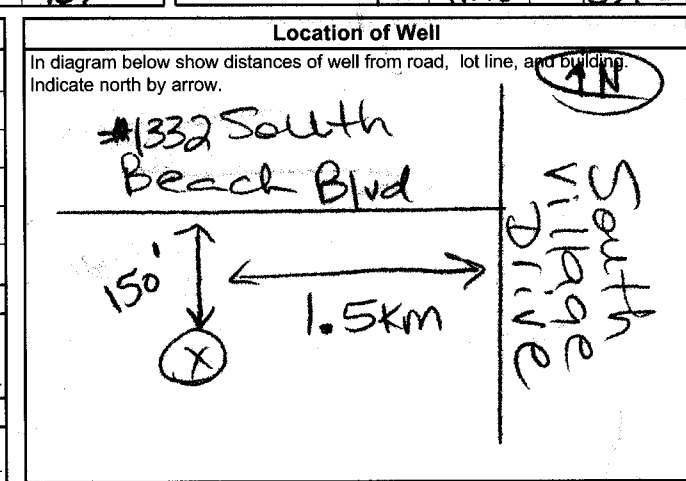 Location of Well
In diagram below show distances of well from road, lot line, and building.
Indicate north by arrow.
N
#1332 South
Beach Blvd
South
Village
Drive
150'
1.5km
X